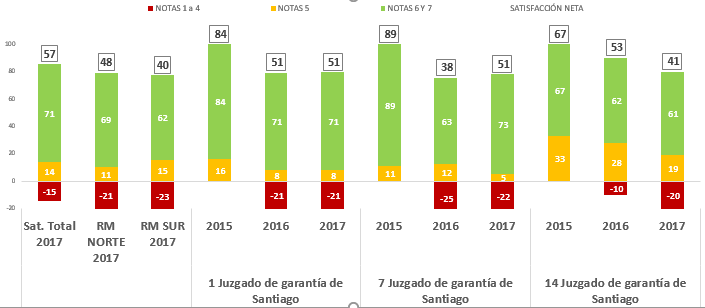 NOTAS 1 a 4 NOTAS 5 NOTAS 6 Y 7 SATISFACCIÓN NETA
57 48 40 84 51 51 89 38 51 67 53 41
100
80
60
40
20
0
-20
71 69 62 84 71 71 89 63 73 67 62 61
14 11 15 16 8 8 11 12 5 33 28 19
-15 -21 -23 -21 -21 -25 -22 -10 -20
Sat. Total 2017
RM NORTE 2017
RM SUR 2017
2015 2016 2017 2015 2016 2017 2015 2016 2017
1 Juzgado de garantía de Santiago
7 Juzgado de garantía de Santiago
14 Juzgado de garantía de Santiago